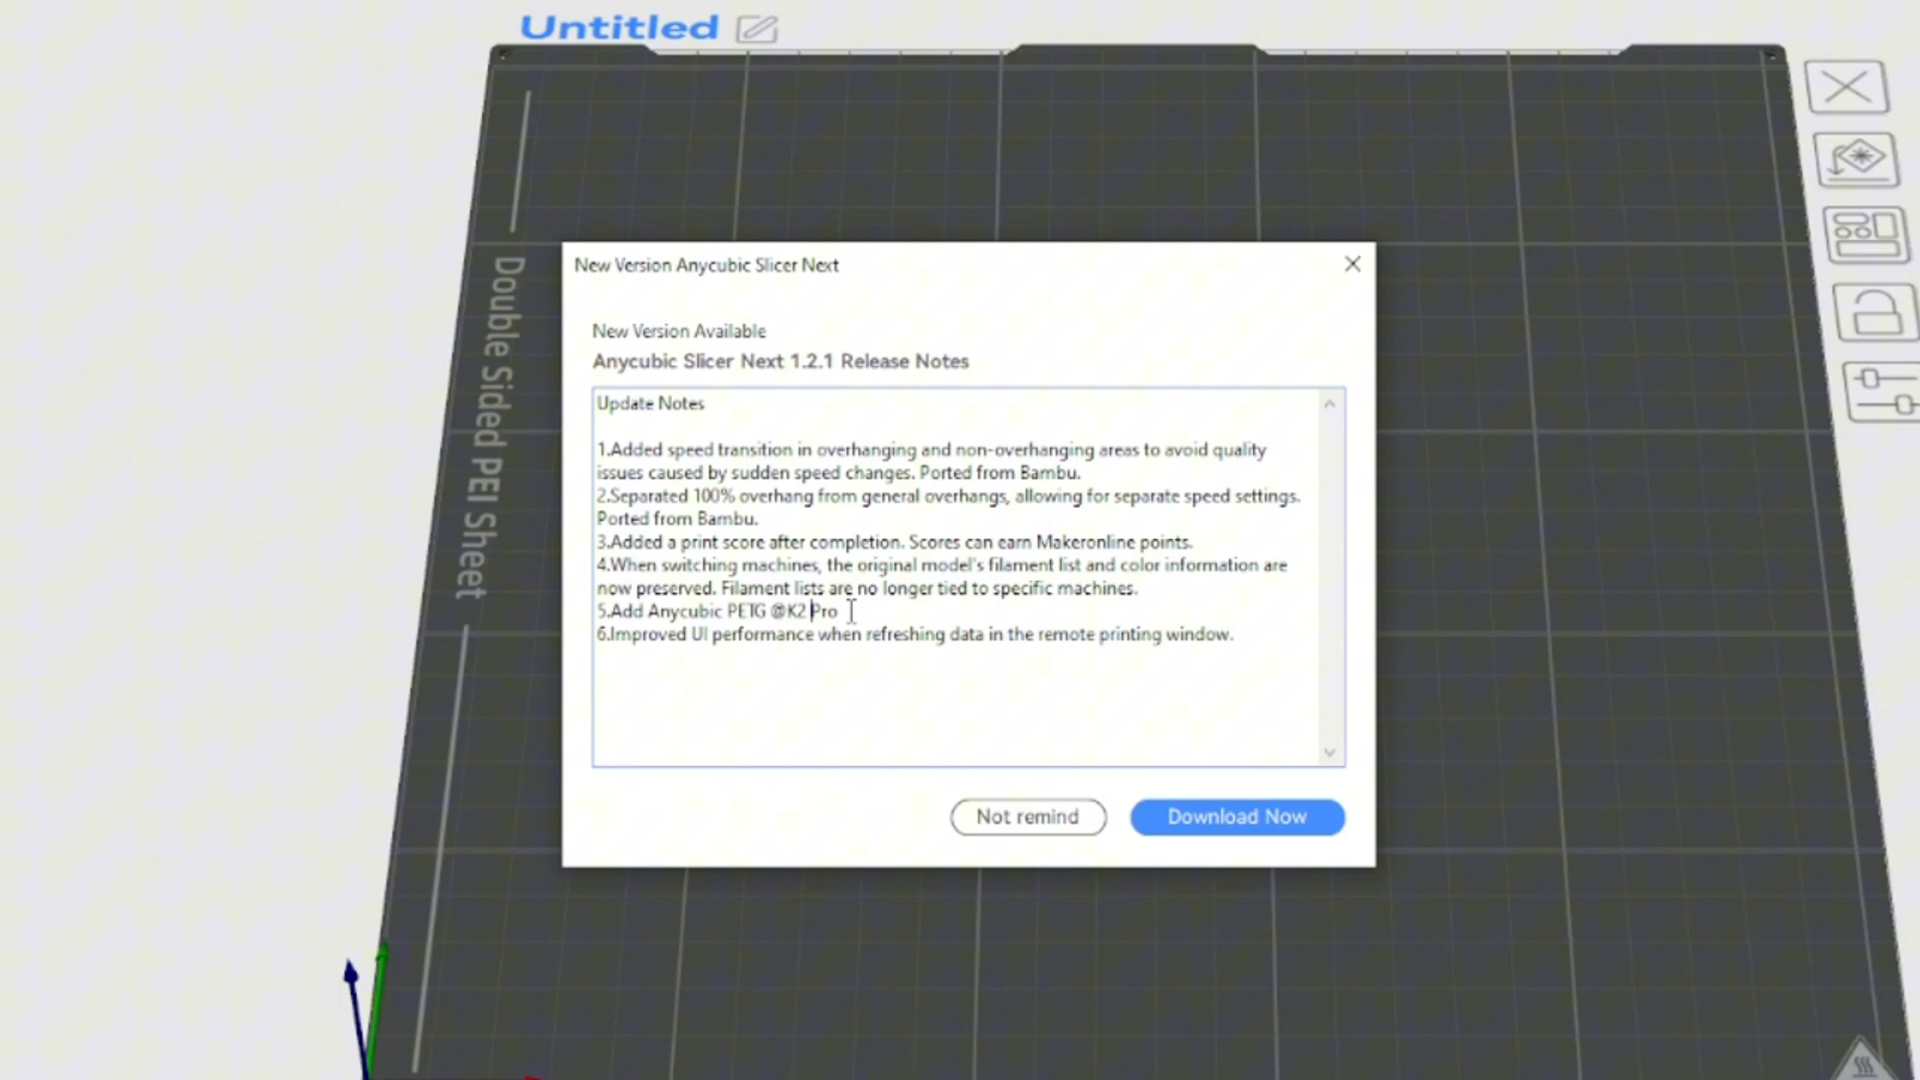 Untitled
Double Sided PEI Sheet
New Version Anycubic Slicer Next
New Version Available
Anycubic Slicer Next 1.2.1 Release Notes
Update Notes
1.Added speed transition in overhanging and non-overhanging areas to avoid quality
issues caused by sudden speed changes. Ported from Bambu.
2.Separated 100% overhang from general overhangs, allowing for separate speed settings.
Ported from Bambu.
3.Added a print score after completion. Scores can earn Makeronline points.
4.When switching machines, the original model's filament list and color information are
now preserved. Filament lists are no longer tied to specific machines.
5.Add Anycubic PETG @K2 Pro
6.Improved UI performance when refreshing data in the remote printing window.
Not remind
Download Now